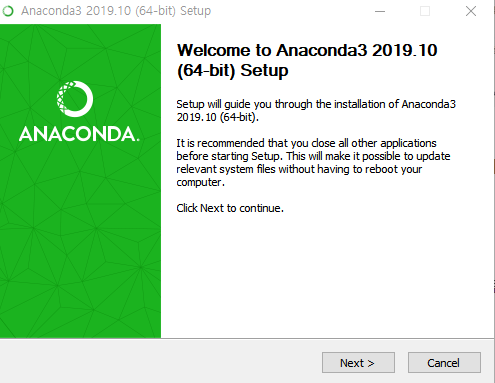 Anaconda3 2019.10 (64-bit) Setup
ANACONDA.
Welcome to Anaconda3 2019.10
(64-bit) Setup
Setup will guide you through the installation of Anaconda3
2019.10 (64-bit).
It is recommended that you close all other applications
before starting Setup. This will make it possible to update
relevant system files without having to reboot your
computer.
Click Next to continue.
Next >
Cancel